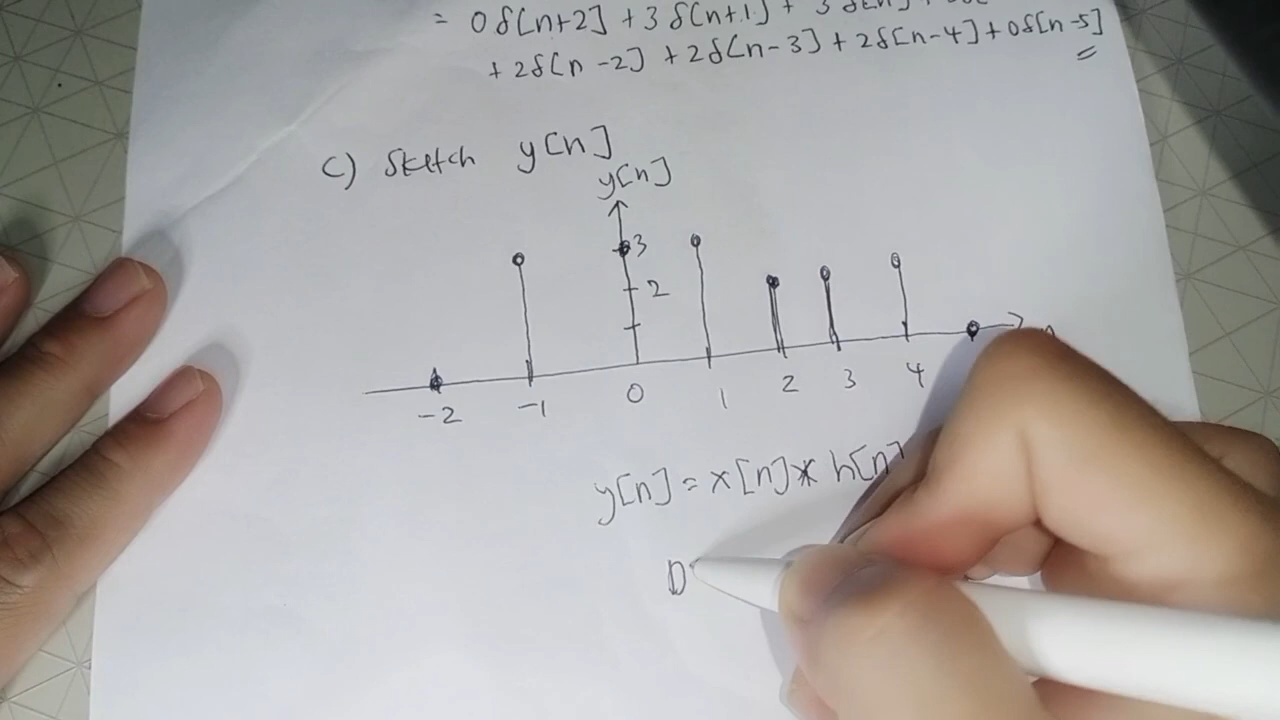 = 0δ[n+2] + 3δ[n+1] + 3
+ 2δ[n-2] + 2δ[n-3] + 2δ[n-4] + 0δ[n-5]
c) Sketch y[n]
y[n]
3
2
-2 -1 0 1 2 3 4
y[n] = x[n] * h[n]
D